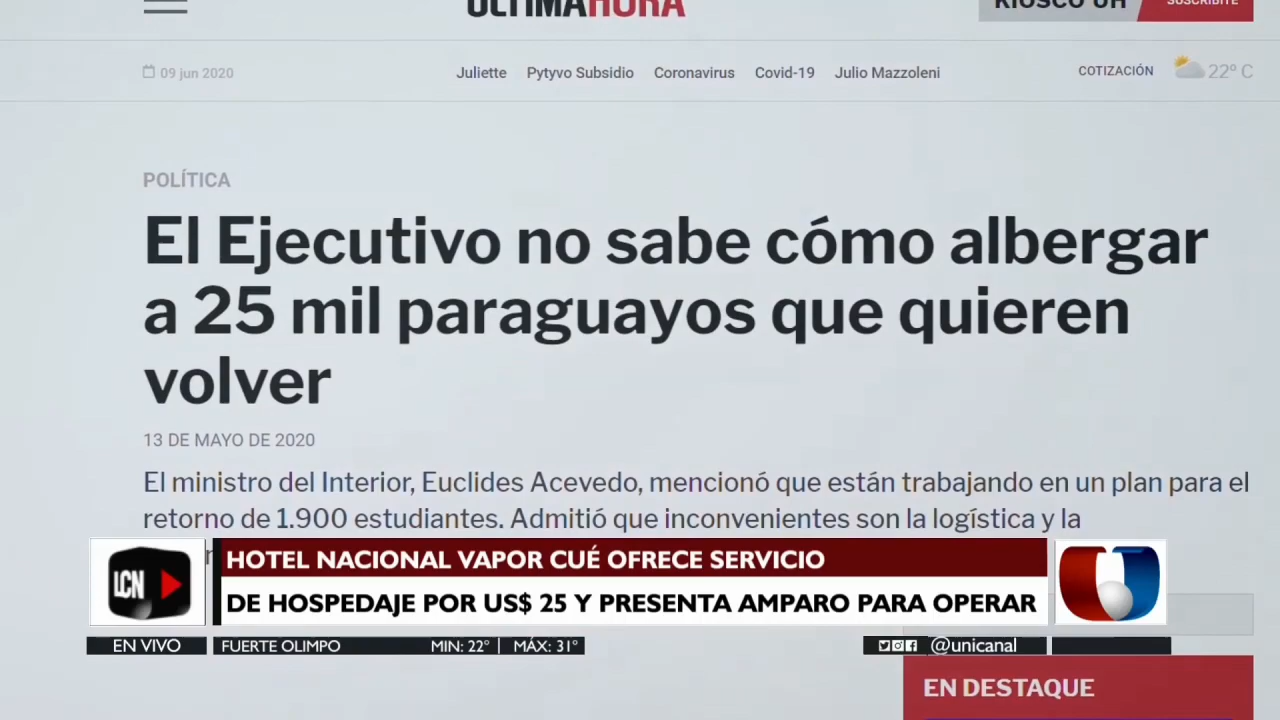 ÚLTIMAHORA
KIOSCO UH
SUSCRIBITE
09 jun 2020
Juliette Pytyvo Subsidio Coronavirus Covid-19 Julio Mazzoleni
COTIZACIÓN
22º C
POLÍTICA
El Ejecutivo no sabe cómo albergar
a 25 mil paraguayos que quieren
volver
13 DE MAYO DE 2020
El ministro del Interior, Euclides Acevedo, mencionó que están trabajando en un plan para el
retorno de 1.900 estudiantes. Admitió que inconvenientes son la logística y la
LCN
HOTEL NACIONAL VAPOR CUÉ OFRECE SERVICIO
DE HOSPEDAJE POR US$ 25 Y PRESENTA AMPARO PARA OPERAR
EN VIVO
FUERTE OLIMPO MIN: 22° | MÁX: 31°
@unicanal
EN DESTAQUE